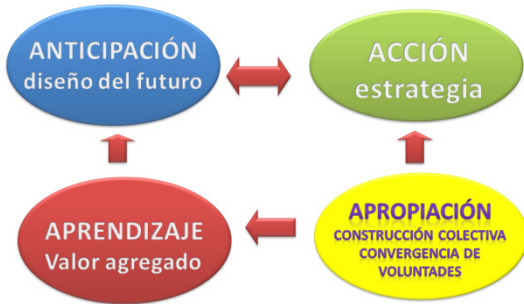 ANTICIPACIÓN
diseño del futuro
ACCIÓN
estrategia
APRENDIZAJE
Valor agregado
APROPIACIÓN
CONSTRUCCIÓN COLECTIVA
CONVERGENCIA DE
VOLUNTADES